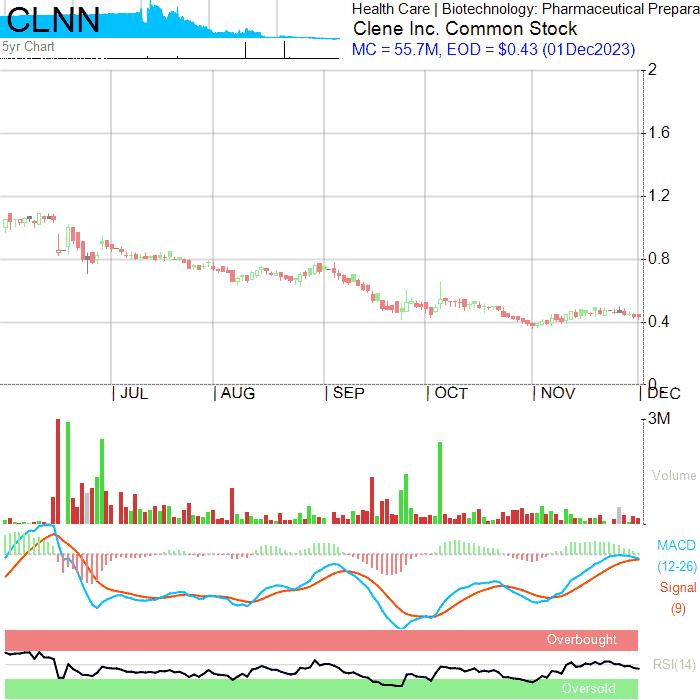 CLNN
5yr Chart
Health Care | Biotechnology: Pharmaceutical Prepara
Clene Inc. Common Stock
MC = 55.7M, EOD = $0.43 (01Dec2023)
2
1.6
1.2
0.8
0.4
0
JUL AUG SEP OCT NOV DEC
3M
Volume
MACD
(12-26)
Signal
(9)
Overbought
RSI(14)
Oversold